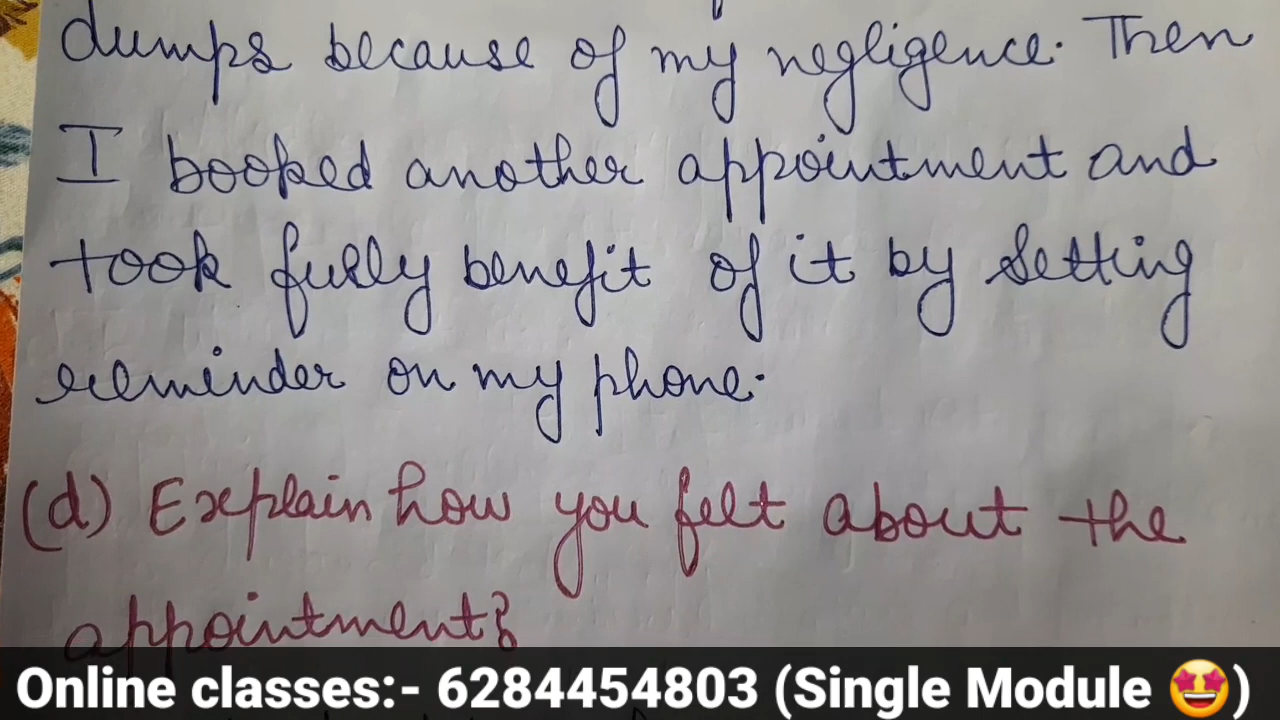 dumps because of my negligence. Then
I booked another appointment and
took fully benefit of it by setting
reminder on my phone.
(d) Explain how you felt about the
appointment?
Online classes:- 6284454803 (Single Module 🤩)